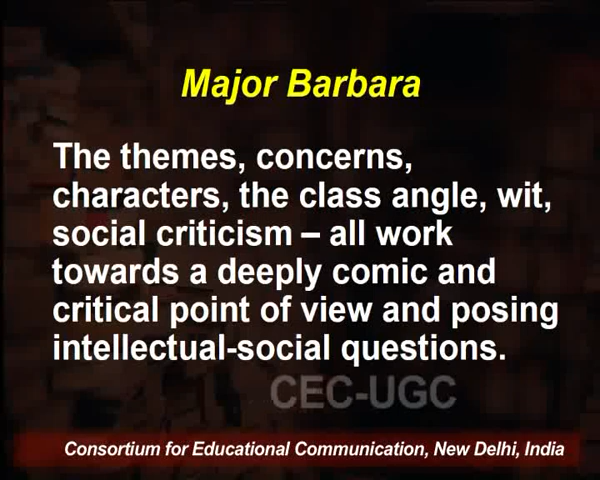 Major Barbara
The themes, concerns,
characters, the class angle, wit,
social criticism – all work
towards a deeply comic and
critical point of view and posing
intellectual-social questions.
CEC-UGC
Consortium for Educational Communication, New Delhi, India